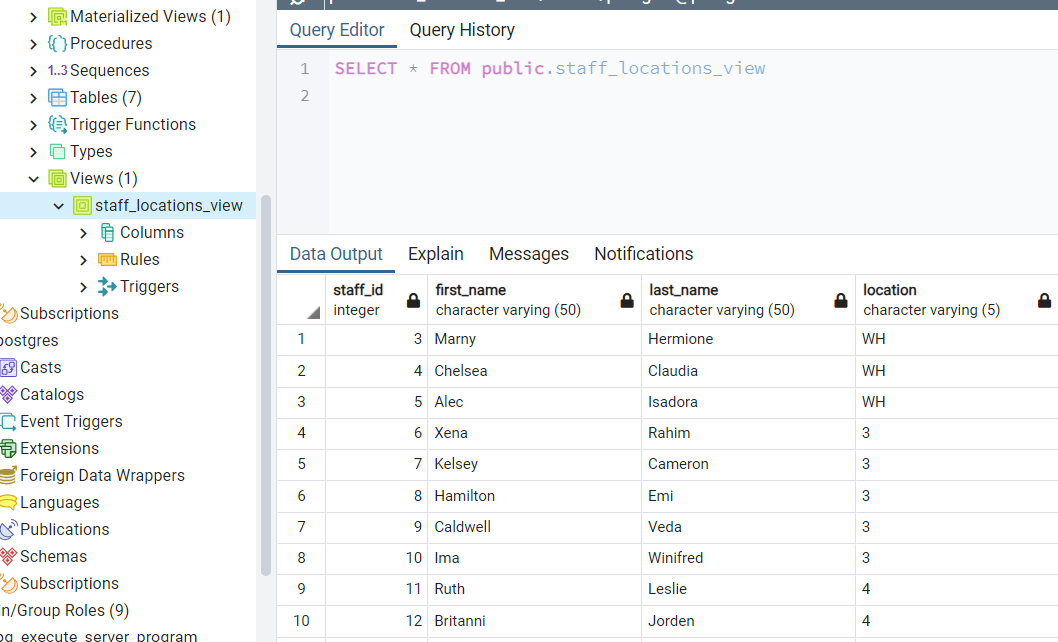 Materialized Views (1)
Procedures
1..3 Sequences
Tables (7)
Trigger Functions
Types
Views (1)
staff_locations_view
Columns
Rules
Triggers
Subscriptions
postgres
Casts
Catalogs
Event Triggers
Extensions
Foreign Data Wrappers
Languages
Publications
Schemas
Subscriptions
in/Group Roles (9)
pg_execute_server_program
Query Editor Query History
1 SELECT * FROM public.staff_locations_view
2
Data Output Explain Messages Notifications
staff_id first_name last_name location
integer character varying (50) character varying (50) character varying (5)
1 3 Marny Hermione WH
2 4 Chelsea Claudia WH
3 5 Alec Isadora WH
4 6 Xena Rahim 3
5 7 Kelsey Cameron 3
6 8 Hamilton Emi 3
7 9 Caldwell Veda 3
8 10 Ima Winifred 3
9 11 Ruth Leslie 4
10 12 Britanni Jorden 4